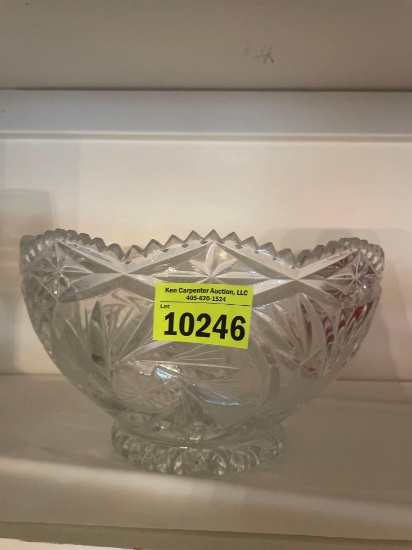 Ken Carpenter Auction, LLC
405-620-1524
Lot
10246